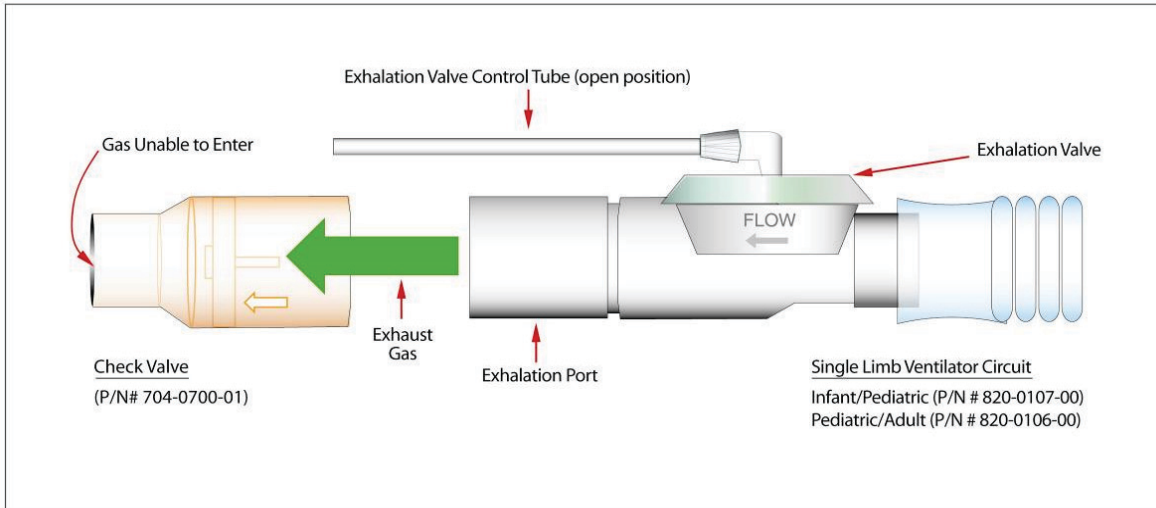 Exhalation Valve Control Tube (open position)
Gas Unable to Enter
Exhalation Valve
FLOW
Exhaust
Gas
Exhalation Port
Check Valve
(P/N# 704-0700-01)
Single Limb Ventilator Circuit
Infant/Pediatric (P/N # 820-0107-00)
Pediatric/Adult (P/N # 820-0106-00)